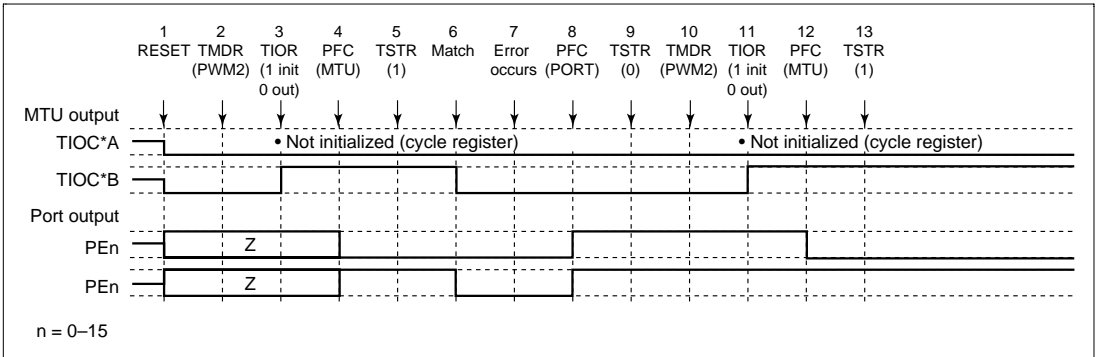 1 2 3 4 5 6 7 8 9 10 11 12 13
RESET TMDR TIOR PFC TSTR Match Error PFC TSTR TMDR TIOR PFC TSTR
(PWM2) (1 init (MTU) (1) occurs (PORT) (0) (PWM2) (1 init (MTU) (1)
0 out) 0 out)
MTU output
TIOC*A • Not initialized (cycle register) • Not initialized (cycle register)
TIOC*B
Port output
PEn Z
PEn Z
n = 0–15